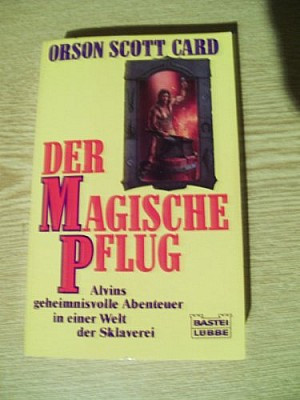 ORSON SCOTT CARD
DER
MAGISCHE
PFLUG
Alvins
geheimnisvolle Abenteuer
in einer Welt
der Sklaverei
BASTEI
LÜBBE